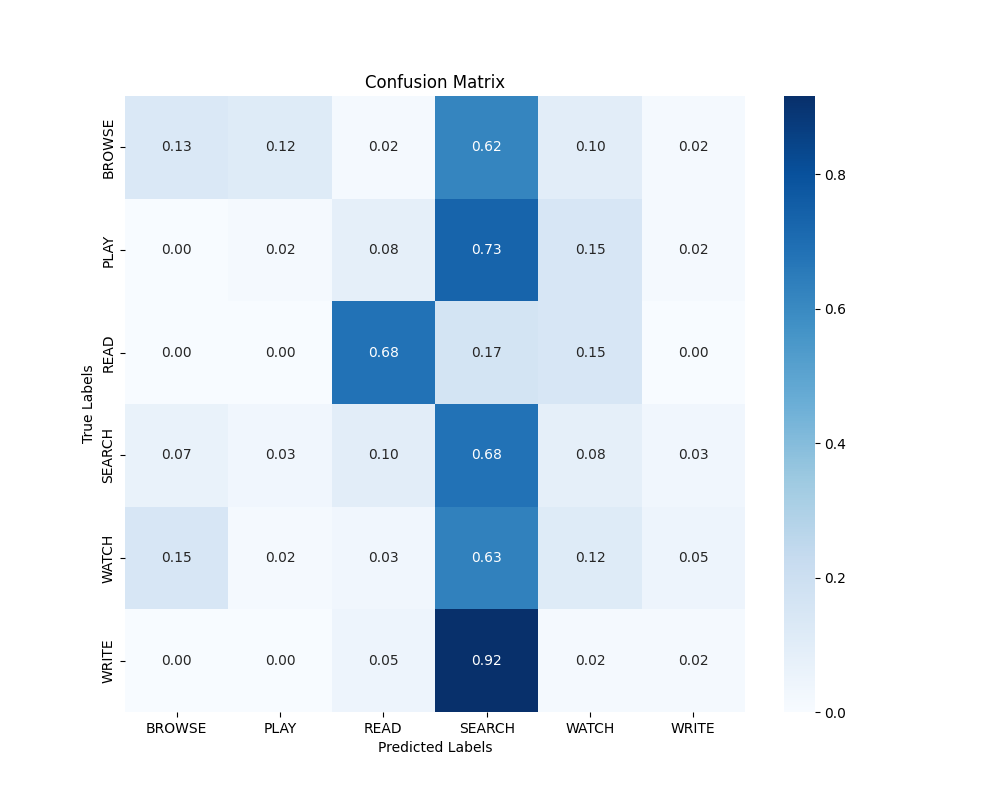 Confusion Matrix
True Labels
BROWSE 0.13 0.12 0.02 0.62 0.10 0.02
PLAY 0.00 0.02 0.08 0.73 0.15 0.02
READ 0.00 0.00 0.68 0.17 0.15 0.00
SEARCH 0.07 0.03 0.10 0.68 0.08 0.03
WATCH 0.15 0.02 0.03 0.63 0.12 0.05
WRITE 0.00 0.00 0.05 0.92 0.02 0.02
BROWSE PLAY READ SEARCH WATCH WRITE
Predicted Labels
0.8
0.6
0.4
0.2
0.0